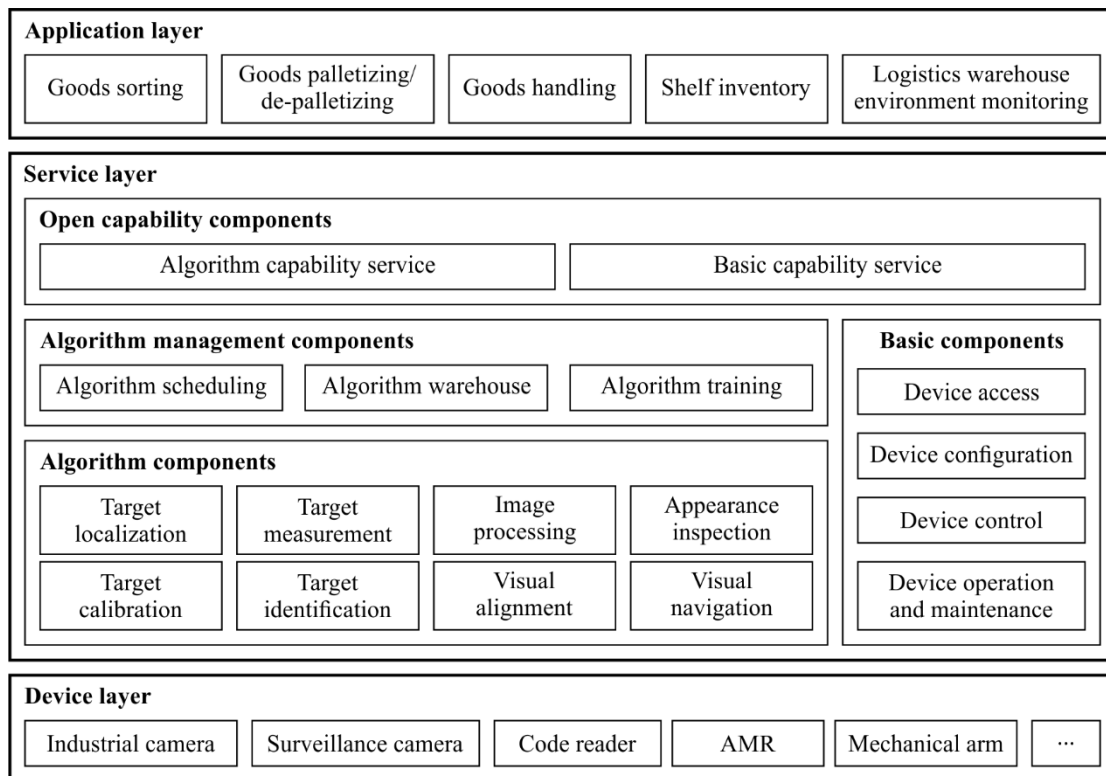 Application layer
Goods sorting
Goods palletizing/
de-palletizing
Goods handling
Shelf inventory
Logistics warehouse
environment monitoring
Service layer
Open capability components
Algorithm capability service
Basic capability service
Algorithm management components
Algorithm scheduling
Algorithm warehouse
Algorithm training
Algorithm components
Target
localization
Target
measurement
Image
processing
Appearance
inspection
Target
calibration
Target
identification
Visual
alignment
Visual
navigation
Basic components
Device access
Device configuration
Device control
Device operation
and maintenance
Device layer
Industrial camera
Surveillance camera
Code reader
AMR
Mechanical arm
···